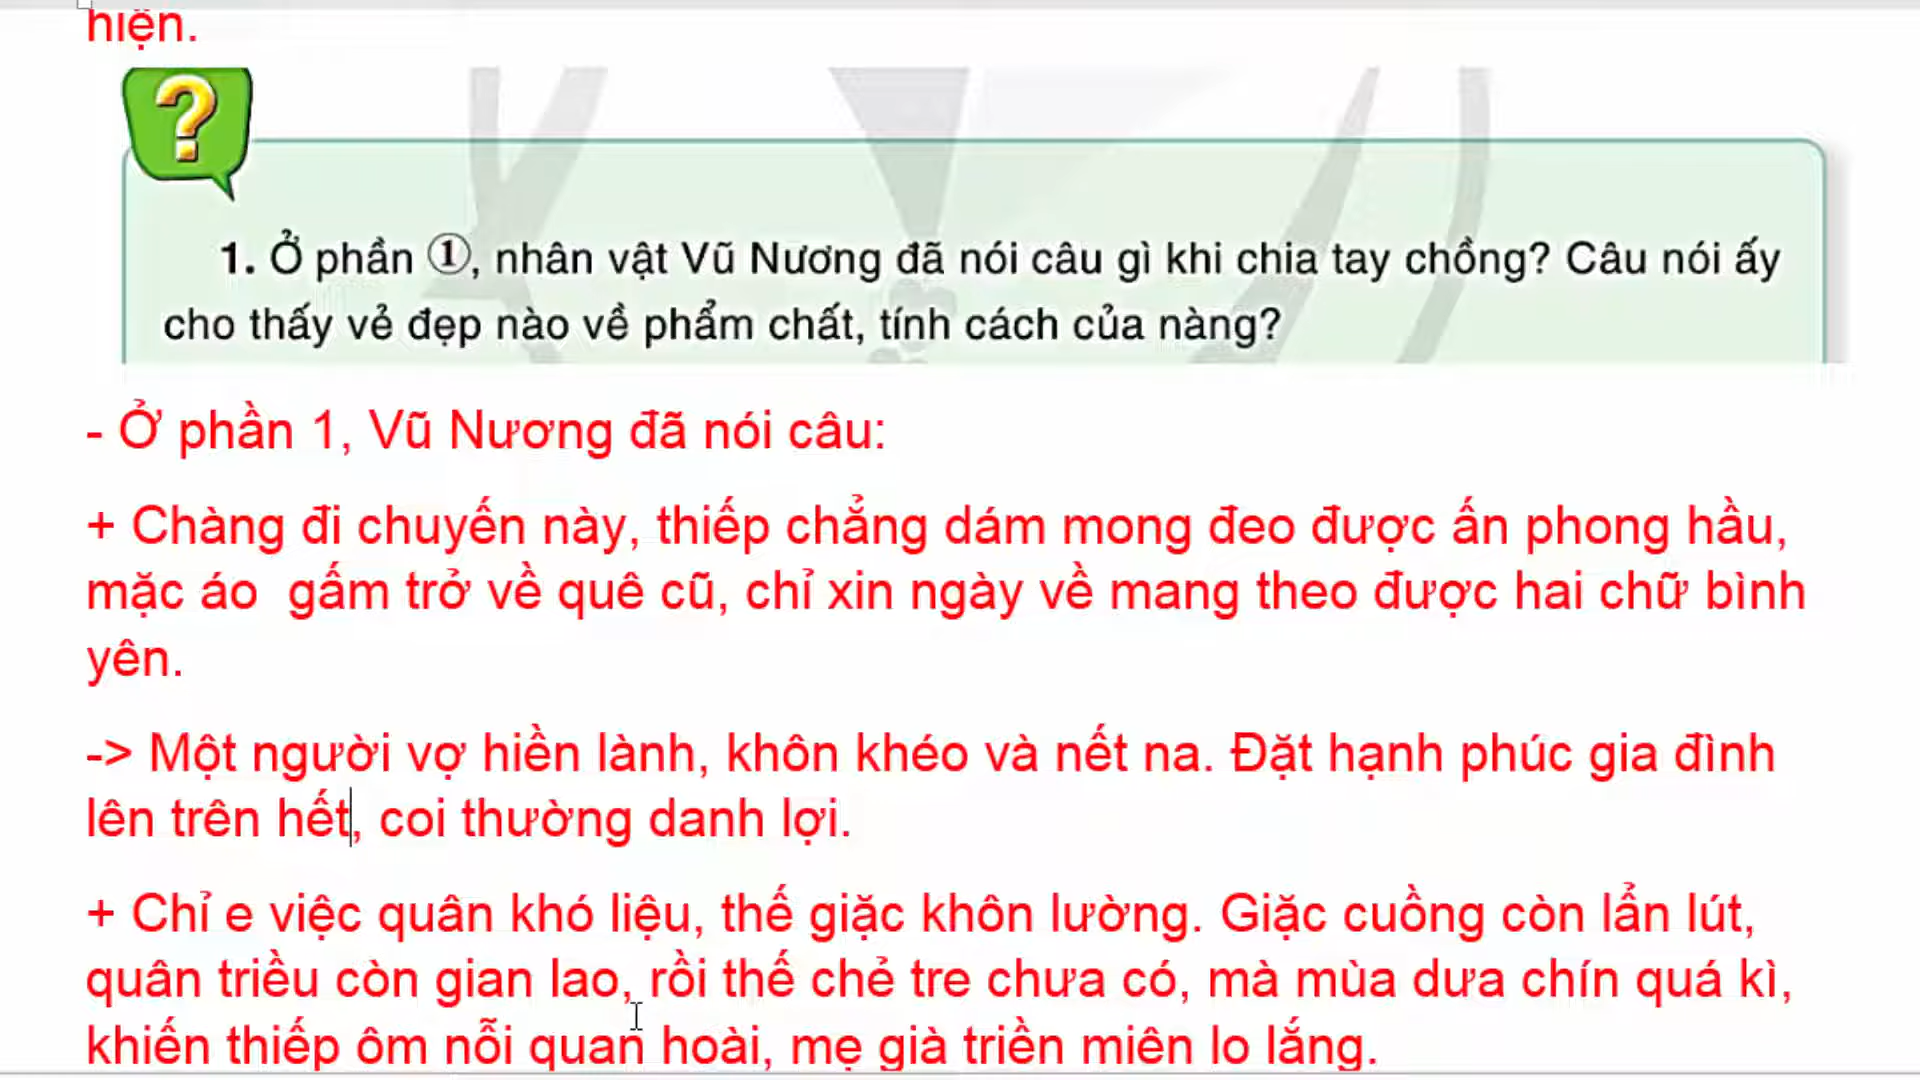 hiện.
?
1. Ở phần ①, nhân vật Vũ Nương đã nói câu gì khi chia tay chồng? Câu nói ấy
cho thấy vẻ đẹp nào về phẩm chất, tính cách của nàng?
- Ở phần 1, Vũ Nương đã nói câu:
+ Chàng đi chuyến này, thiếp chẳng dám mong đeo được ấn phong hầu,
mặc áo  gấm trở về quê cũ, chỉ xin ngày về mang theo được hai chữ bình
yên.
-> Một người vợ hiền lành, khôn khéo và nết na. Đặt hạnh phúc gia đình
lên trên hết, coi thường danh lợi.
+ Chỉ e việc quân khó liệu, thế giặc khôn lường. Giặc cuồng còn lẩn lút,
quân triều còn gian lao, rồi thế chẻ tre chưa có, mà mùa dưa chín quá kì,
khiến thiếp ôm nỗi quan hoài, mẹ già triền miên lo lắng.